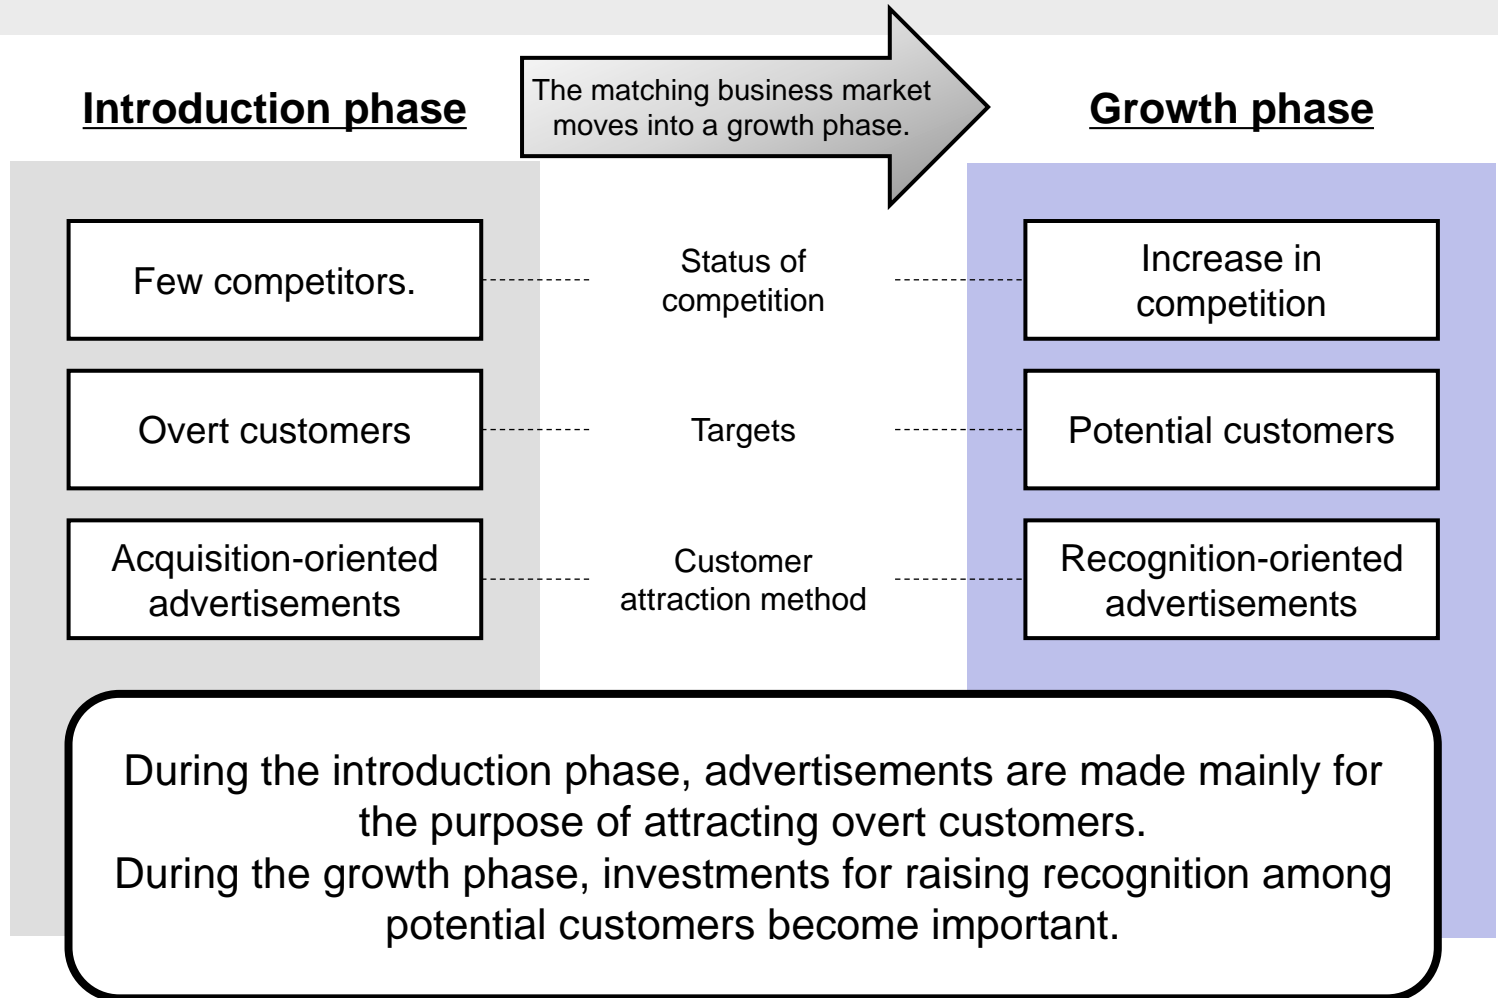 The matching business market
moves into a growth phase.
Introduction phase
Growth phase
Few competitors.
Status of
competition
Increase in
competition
Overt customers
Targets
Potential customers
Acquisition-oriented
advertisements
Customer
attraction method
Recognition-oriented
advertisements
During the introduction phase, advertisements are made mainly for
the purpose of attracting overt customers.
During the growth phase, investments for raising recognition among
potential customers become important.